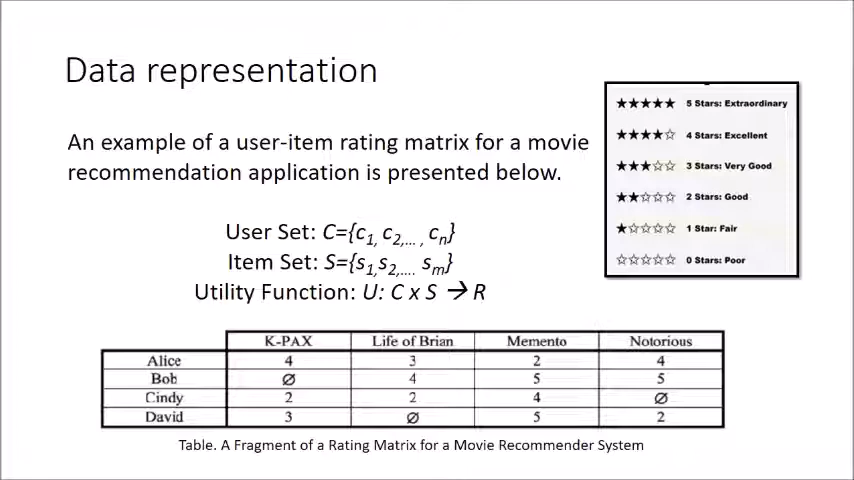 Data representation
An example of a user-item rating matrix for a movie
recommendation application is presented below.
★★★★★ 5 Stars: Extraordinary
★★★★☆ 4 Stars: Excellent
★★★☆☆ 3 Stars: Very Good
★★☆☆☆ 2 Stars: Good
★☆☆☆☆ 1 Star: Fair
☆☆☆☆☆ 0 Stars: Poor
User Set: C={c1, c2,... , cn}
Item Set: S={s1,s2,.... sm}
Utility Function: U: C x S → R
K-PAX Life of Brian Memento Notorious
Alice 4 3 2 4
Bob ∅ 4 5 5
Cindy 2 2 4 ∅
David 3 ∅ 5 2
Table. A Fragment of a Rating Matrix for a Movie Recommender System